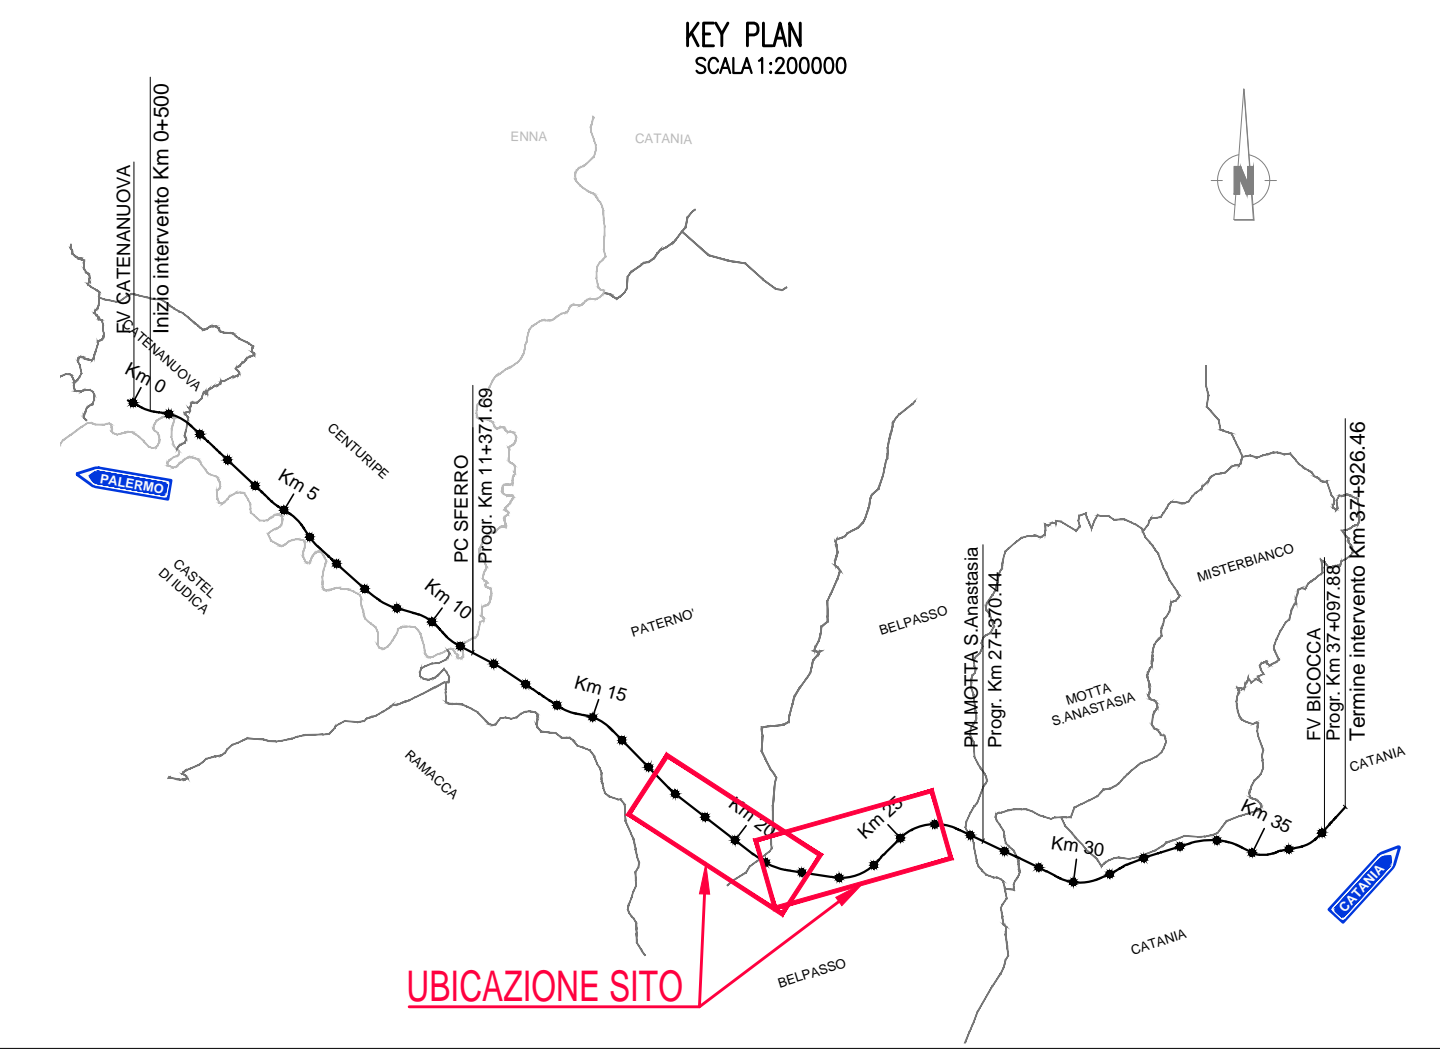 KEY PLAN
SCALA 1:200000
ENNA
CATANIA
N
FV CATENANUOVA
Inizio intervento Km 0+500
CATENANUOVA
Km 0
PALERMO
CENTURIPE
Km 5
CASTEL
DI IUDICA
PC SFERRO
Progr. Km 11+371.69
Km 10
Km 15
RAMACCA
PATERNO'
BELPASSO
Km 20
Km 25
PM MOTTA S.Anastasia
Progr. Km 27+370.44
MOTTA
S.ANASTASIA
MISTERBIANCO
FV BICOCCA
Progr. Km 37+097.88
Termine intervento Km 37+926.46
CATANIA
Km 30
Km 35
CATANIA
CATANIA
BELPASSO
UBICAZIONE SITO